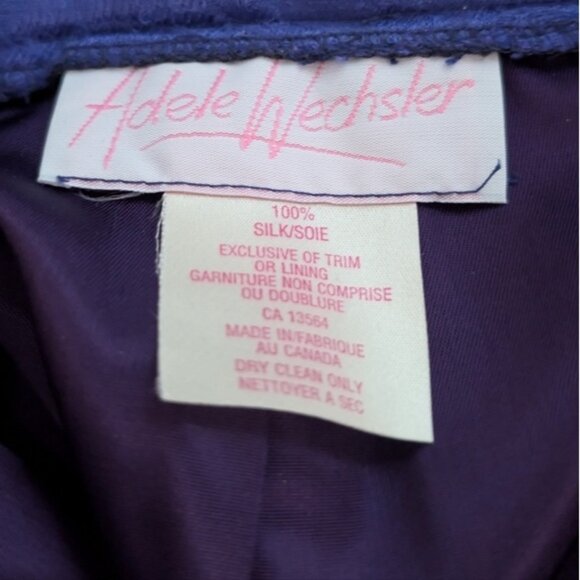 Adele Wechsler
100%
SILK/SOIE
EXCLUSIVE OF TRIM
OR LINING
GARNITURE NON COMPRISE
OU DOUBLURE
CA 13564
MADE IN/FABRIQUE
AU CANADA
DRY CLEAN ONLY
NETTOYER A SEC